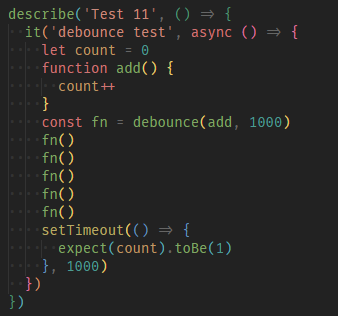 describe('Test 11', () => {
  it('debounce test', async () => {
    let count = 0
    function add() {
      count++
    }
    const fn = debounce(add, 1000)
    fn()
    fn()
    fn()
    fn()
    fn()
    setTimeout(() => {
      expect(count).toBe(1)
    }, 1000)
  })
})